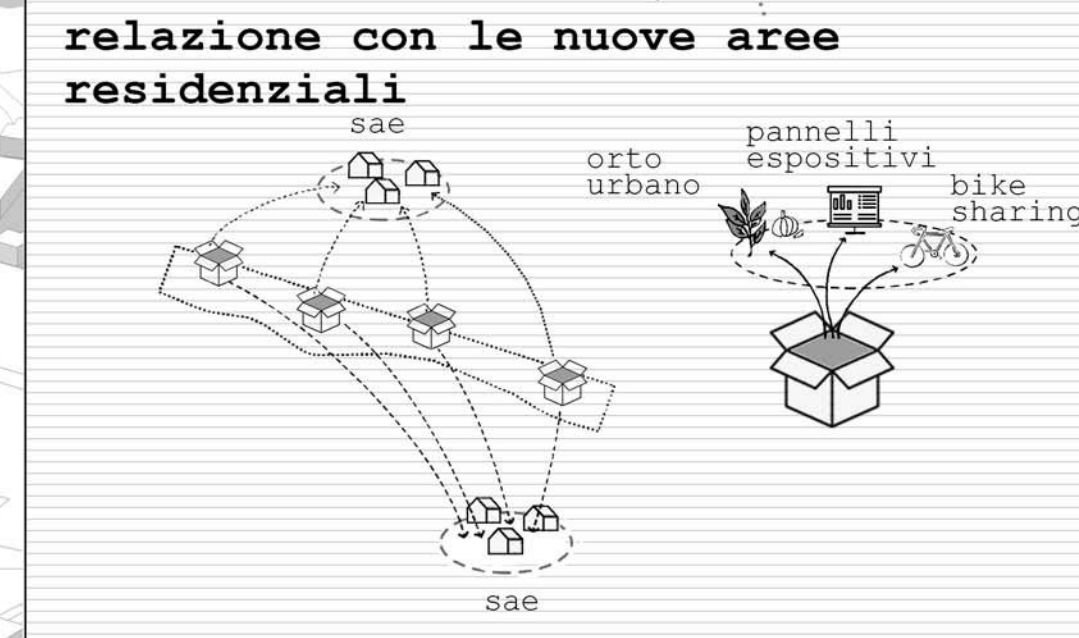 relazione con le nuove aree
residenziali
sae
orto
urbano
pannelli
espositivi
bike
sharing
sae